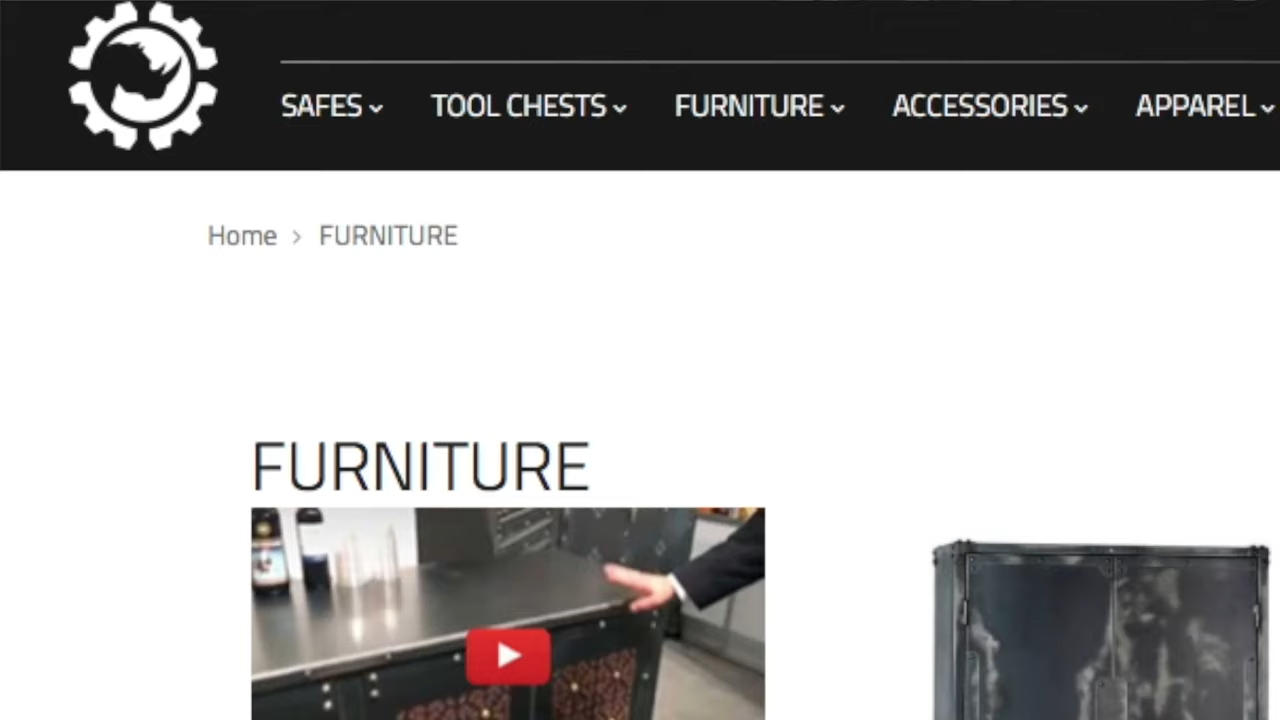 SAFES TOOL CHESTS FURNITURE ACCESSORIES APPAREL
Home > FURNITURE
FURNITURE